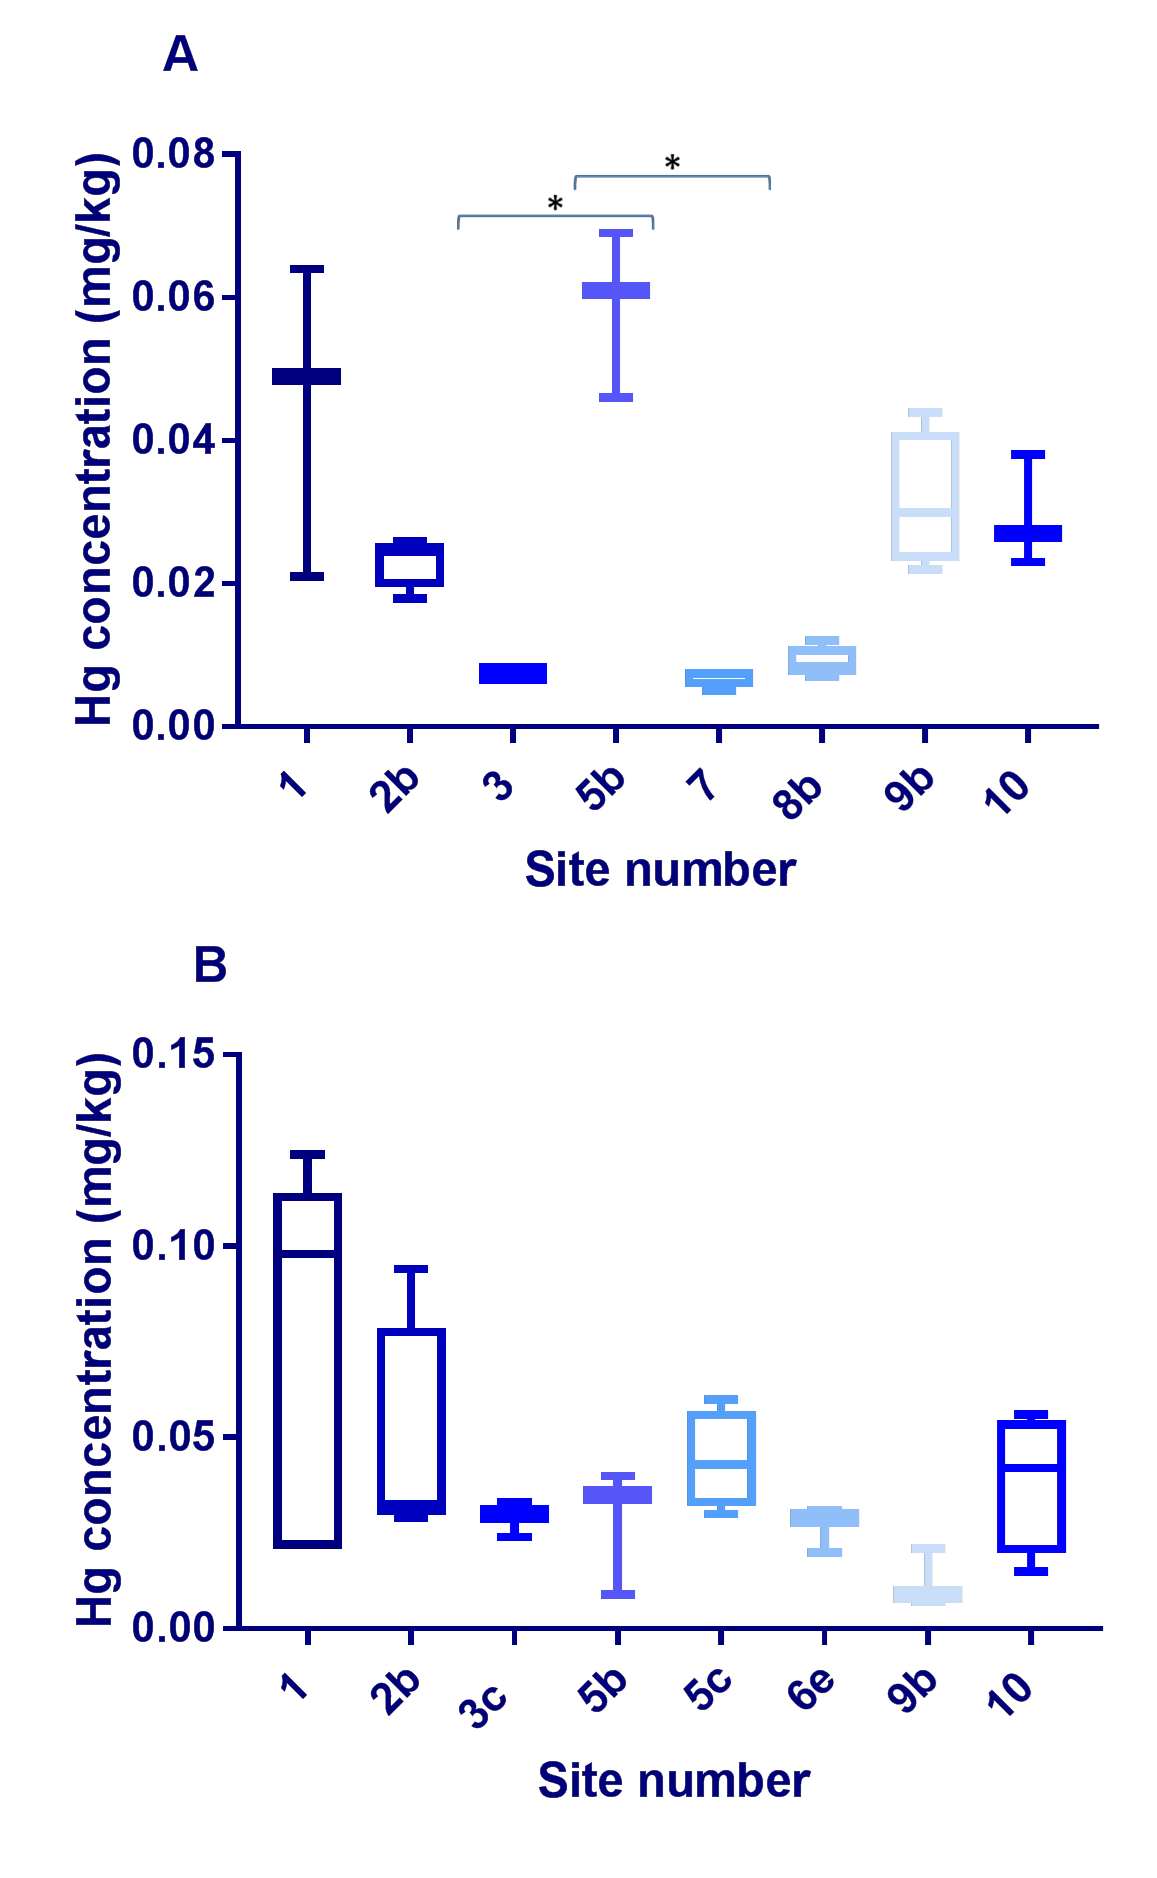 A
Hg concentration (mg/kg)
0.08
0.06
0.04
0.02
0.00
*
*
1 2b 3 5b 7 8b 9b 10
Site number
B
Hg concentration (mg/kg)
0.15
0.10
0.05
0.00
1 2b 3c 5b 5c 6e 9b 10
Site number